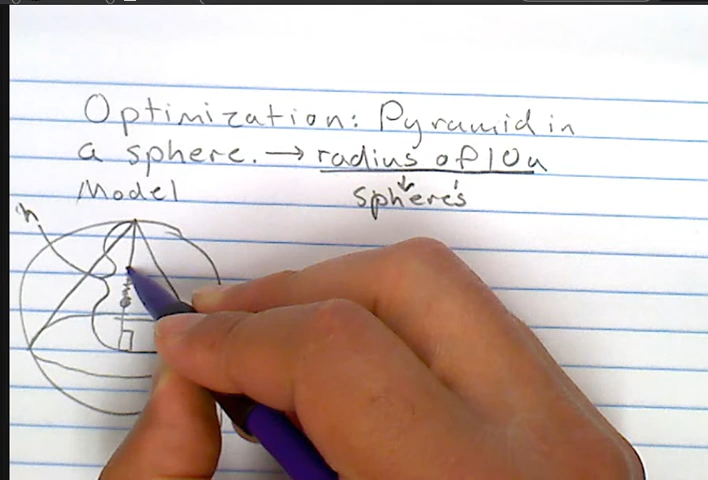 Optimization: Pyramid in
a sphere. → radius of 10u
Model
sphere's
h